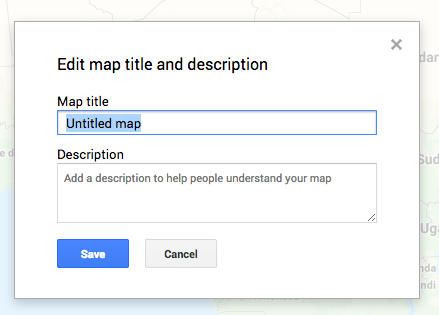 Edit map title and description
Map title
Untitled map
Description
Add a description to help people understand your map
Save
Cancel